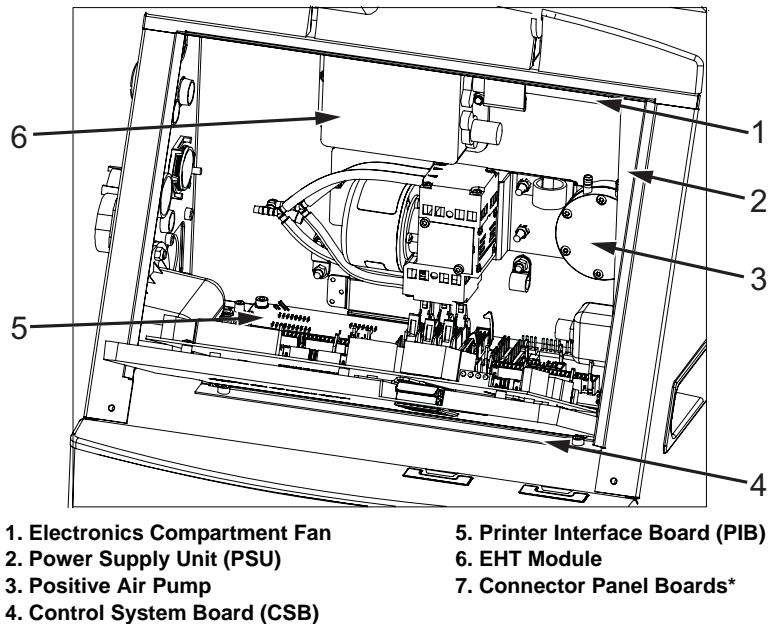 6
1
2
3
5
4
1. Electronics Compartment Fan
2. Power Supply Unit (PSU)
3. Positive Air Pump
4. Control System Board (CSB)
5. Printer Interface Board (PIB)
6. EHT Module
7. Connector Panel Boards*